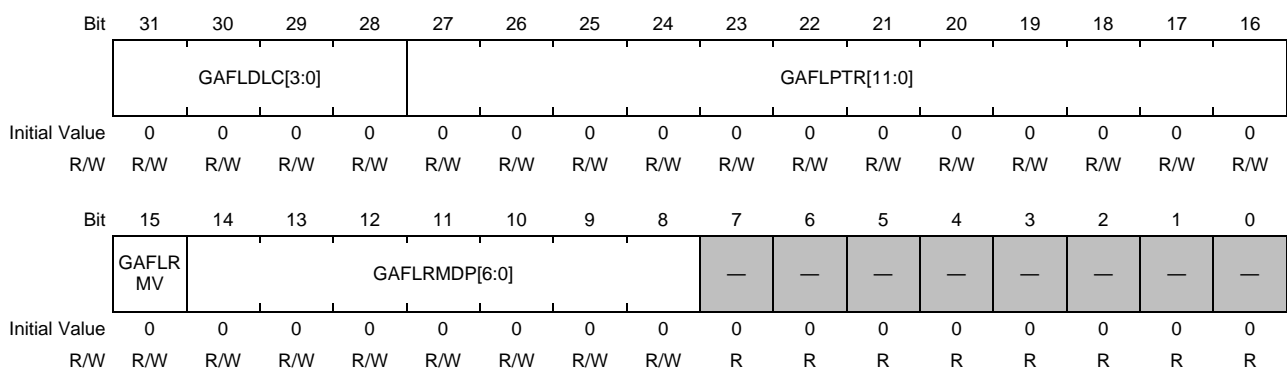 Bit 31 30 29 28 27 26 25 24 23 22 21 20 19 18 17 16
GAFLDLC[3:0] GAFLPTR[11:0]
Initial Value 0 0 0 0 0 0 0 0 0 0 0 0 0 0 0 0
R/W R/W R/W R/W R/W R/W R/W R/W R/W R/W R/W R/W R/W R/W R/W R/W R/W
Bit 15 14 13 12 11 10 9 8 7 6 5 4 3 2 1 0
GAFLR
MV GAFLRMDP[6:0] — — — — — — — —
Initial Value 0 0 0 0 0 0 0 0 0 0 0 0 0 0 0 0
R/W R/W R/W R/W R/W R/W R/W R/W R/W R R R R R R R R